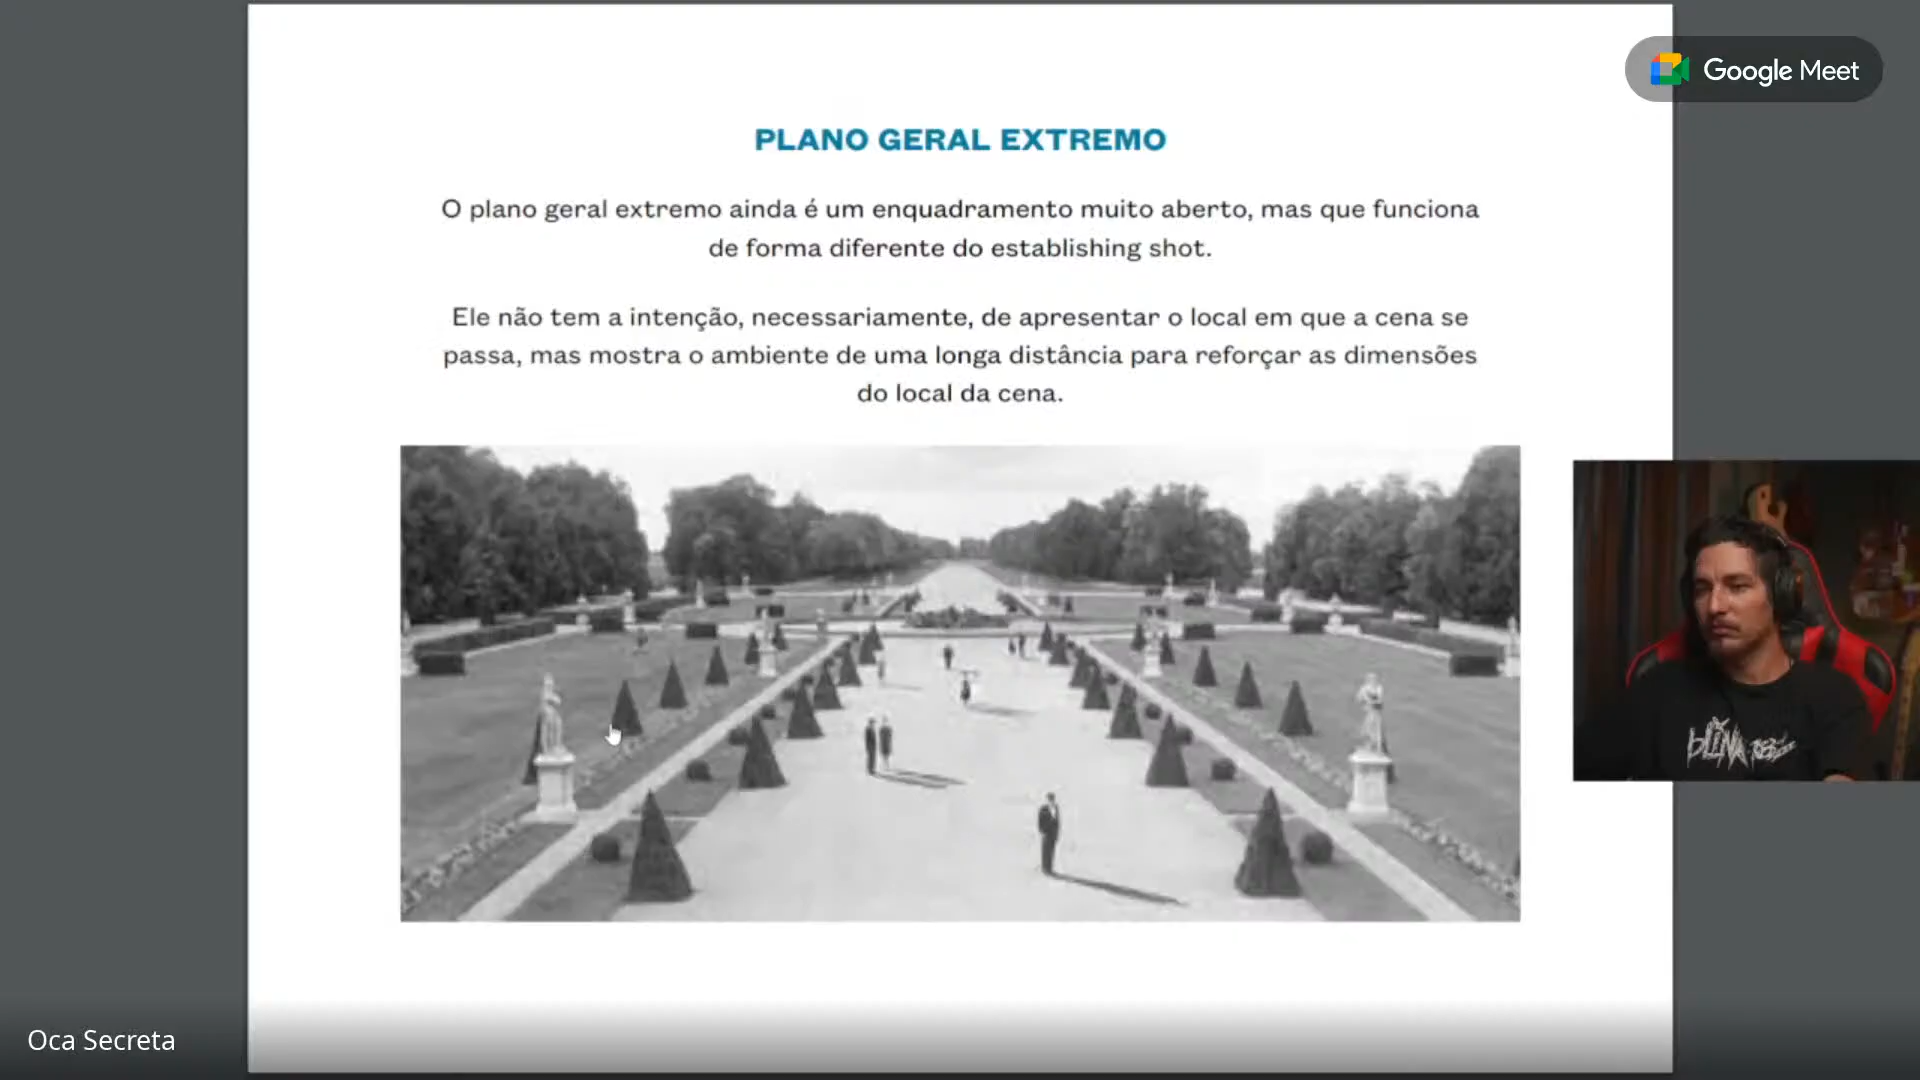 Google Meet
PLANO GERAL EXTREMO
O plano geral extremo ainda é um enquadramento muito aberto, mas que funciona
de forma diferente do establishing shot.
Ele não tem a intenção, necessariamente, de apresentar o local em que a cena se
passa, mas mostra o ambiente de uma longa distância para reforçar as dimensões
do local da cena.
blink-182
Oca Secreta